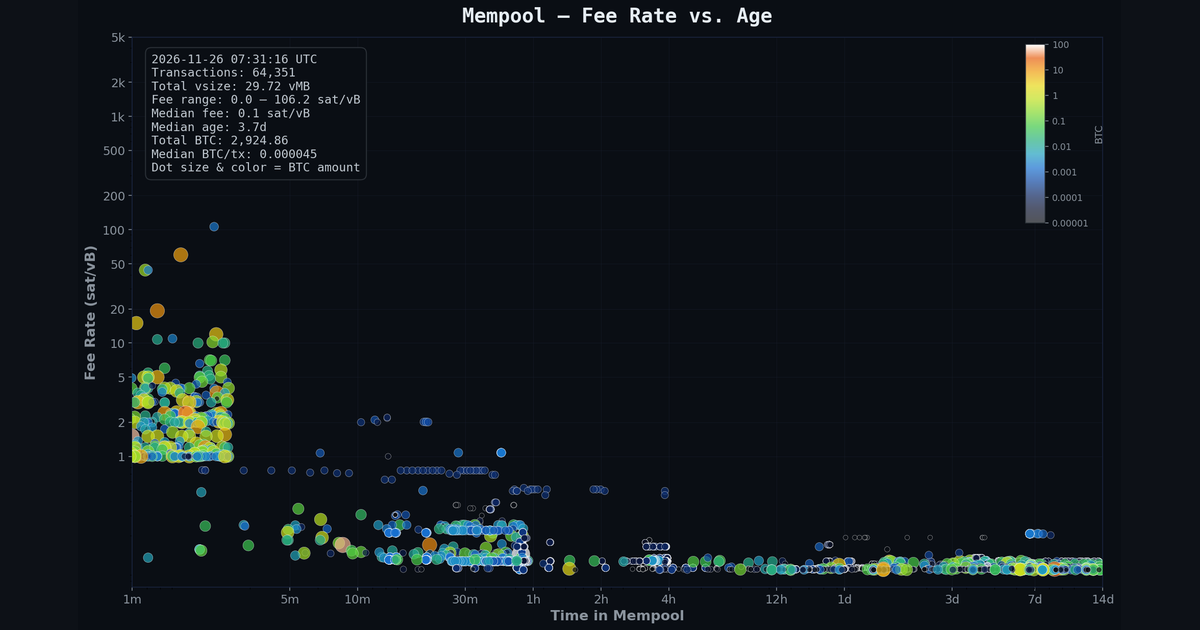 Mempool — Fee Rate vs. Age
5k
2k
1k
500
200
100
50
20
10
5
2
1
Fee Rate (sat/vB)
2026-11-26 07:31:16 UTC
Transactions: 64,351
Total vsize: 29.72 vMB
Fee range: 0.0 – 106.2 sat/vB
Median fee: 0.1 sat/vB
Median age: 3.7d
Total BTC: 2,924.86
Median BTC/tx: 0.000045
Dot size & color = BTC amount
100
10
1
0.1
0.01
0.001
0.0001
0.00001
BTC
1m 5m 10m 30m 1h 2h 4h 12h 1d 3d 7d 14d
Time in Mempool